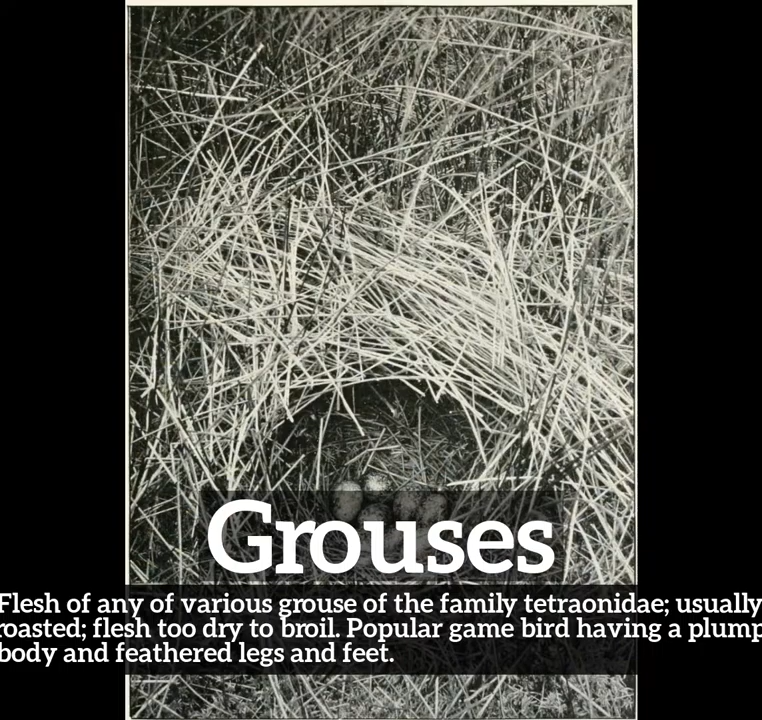 Grouses
Flesh of any of various grouse of the family tetraonidae; usually
roasted; flesh too dry to broil. Popular game bird having a plump
body and feathered legs and feet.